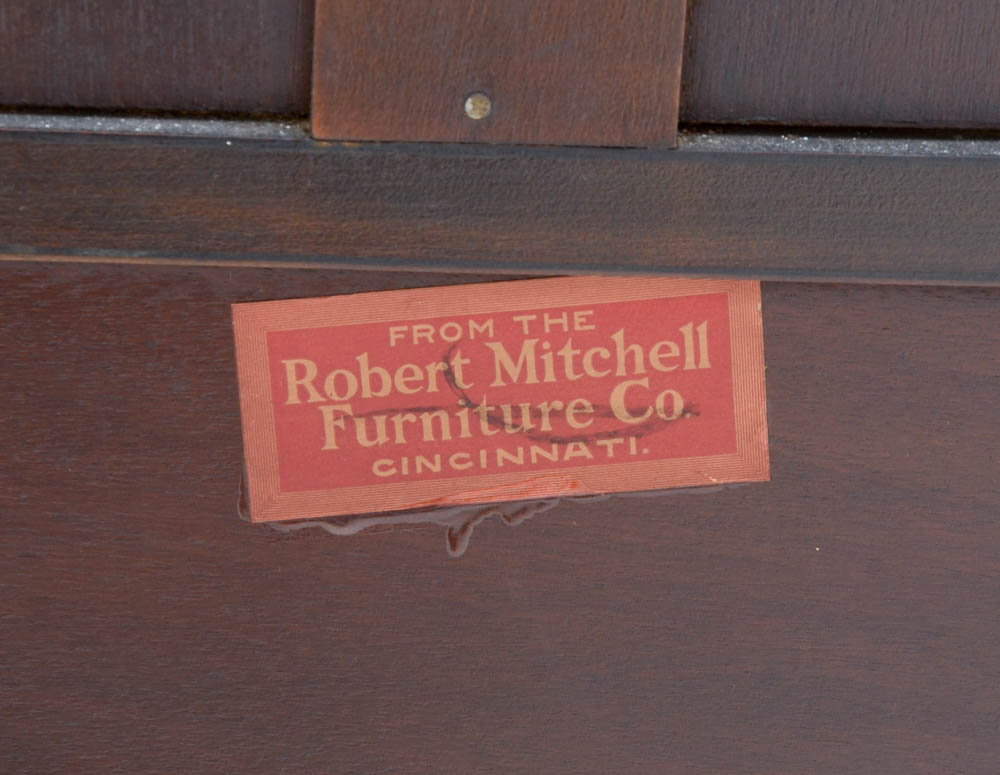 FROM THE
Robert Mitchell
Furniture Co
CINCINNATI.